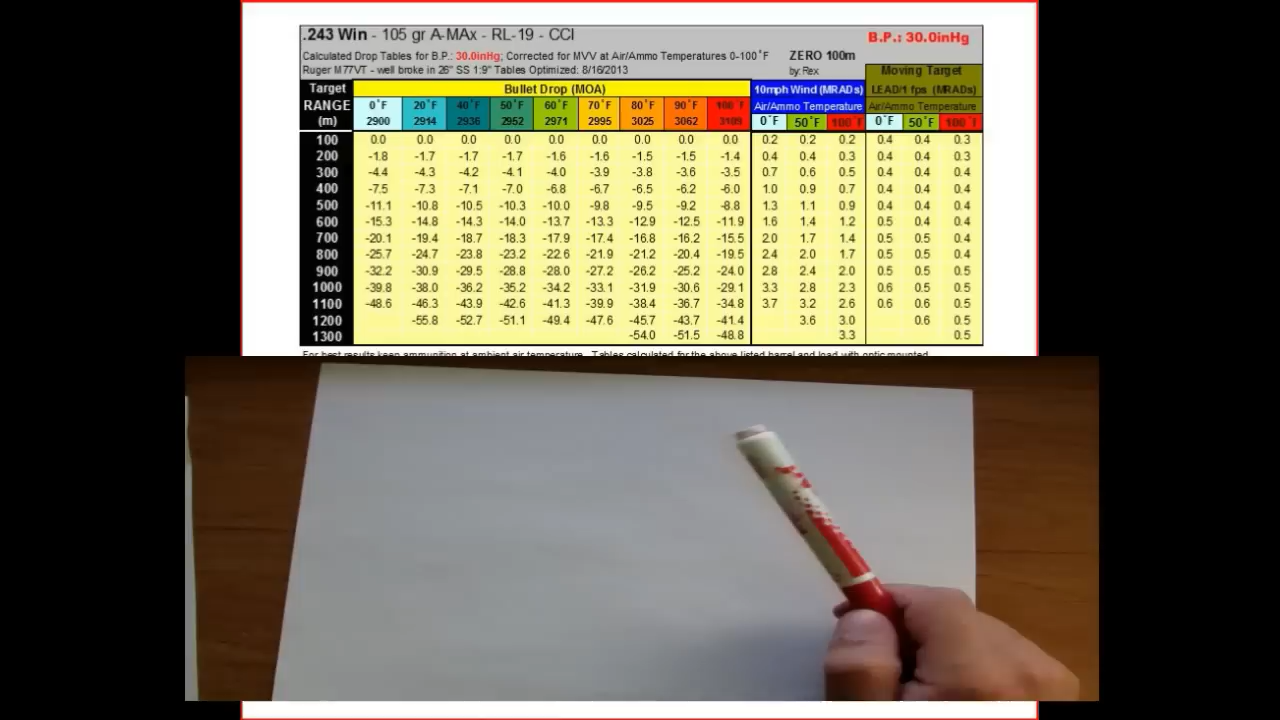 .243 Win - 105 gr A-MAx - RL-19 - CCI B.P.: 30.0inHg
Calculated Drop Tables for B.P.: 30.0inHg; Corrected for MVV at Air/Ammo Temperatures 0-100˚F ZERO 100m
Ruger M77VT - well broke in 26" SS 1:9" Tables Optimized: 8/16/2013 by: Rex Moving Target
Target Bullet Drop (MOA) 10mph Wind (MRADs) LEAD/1 fps (MRADs)
RANGE 0˚F 20˚F 40˚F 50˚F 60˚F 70˚F 80˚F 90˚F 100˚F Air/Ammo Temperature Air/Ammo Temperature
(m) 2900 2914 2936 2952 2971 2995 3025 3062 3109 0˚F 50˚F 100˚F 0˚F 50˚F 100˚F
100 0.0 0.0 0.0 0.0 0.0 0.0 0.0 0.0 0.0 0.2 0.2 0.2 0.4 0.4 0.3
200 -1.8 -1.7 -1.7 -1.7 -1.6 -1.6 -1.5 -1.5 -1.4 0.4 0.4 0.3 0.4 0.4 0.3
300 -4.4 -4.3 -4.2 -4.1 -4.0 -3.9 -3.8 -3.6 -3.5 0.7 0.6 0.5 0.4 0.4 0.4
400 -7.5 -7.3 -7.1 -7.0 -6.8 -6.7 -6.5 -6.2 -6.0 1.0 0.9 0.7 0.4 0.4 0.4
500 -11.1 -10.8 -10.5 -10.3 -10.0 -9.8 -9.5 -9.2 -8.8 1.3 1.1 0.9 0.5 0.4 0.4
600 -15.3 -14.8 -14.3 -14.0 -13.7 -13.3 -12.9 -12.5 -11.9 1.6 1.4 1.2 0.5 0.5 0.4
700 -20.1 -19.4 -18.7 -18.3 -17.9 -17.4 -16.8 -16.2 -15.5 2.0 1.7 1.4 0.5 0.5 0.4
800 -25.7 -24.7 -23.8 -23.2 -22.6 -21.9 -21.2 -20.4 -19.5 2.4 2.0 1.7 0.5 0.5 0.4
900 -32.2 -30.9 -29.5 -28.8 -28.0 -27.2 -26.2 -25.2 -24.0 2.8 2.4 2.0 0.5 0.5 0.5
1000 -39.8 -38.0 -36.2 -35.2 -34.2 -33.1 -31.9 -30.6 -29.1 3.3 2.8 2.3 0.6 0.5 0.5
1100 -48.6 -46.3 -43.9 -42.6 -41.3 -39.9 -38.4 -36.7 -34.8 3.7 3.2 2.6 0.6 0.6 0.5
1200 -55.8 -52.7 -51.1 -49.4 -47.6 -45.7 -43.7 -41.4 3.6 3.0 0.6 0.5
1300 -54.0 -51.5 -48.8 3.3 0.5
For best results keep ammunition at ambient air temperature. Tables calculated for the above listed barrel and load with optic mounted